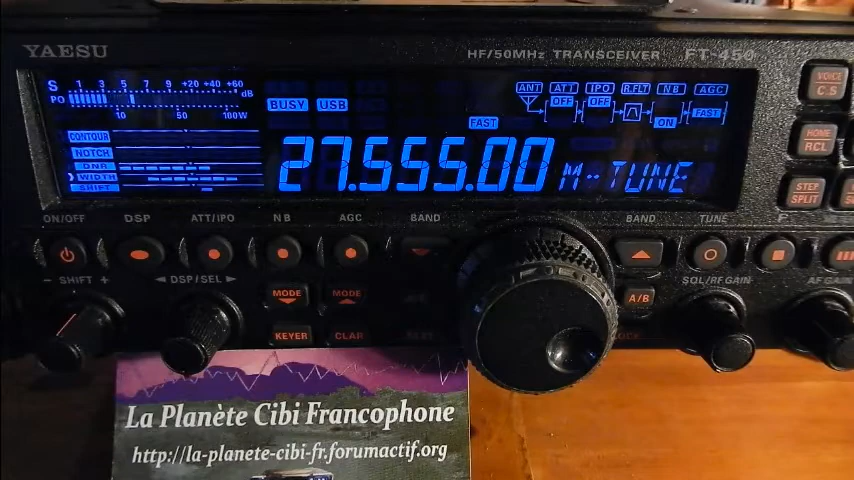 YAESU
HF/50MHz TRANSCEIVER FT-450
S 1 3 5 7 9 +20 +40 +60 dB
PO 10 50 100W
BUSY USB
ANT ATT IPO R.FLT NB AGC
OFF OFF ON FAST
FAST
CONTOUR
NOTCH
DNR
WIDTH
SHIFT
27.555.00 M-TUNE
VOICE
C.S
HOME
RCL
STEP
SPLIT
ON/OFF DSP ATT/IPO NB AGC BAND BAND TUNE
- SHIFT + ◄ DSP/SEL ► MODE MODE A/B SQL/RF GAIN AF GAIN
KEYER CLAR LOCK
La Planète Cibi Francophone
http://la-planete-cibi-fr.forumactif.org